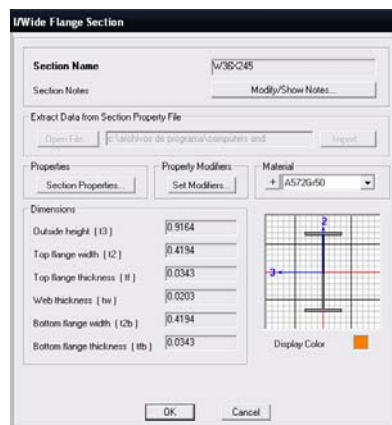 I/Wide Flange Section
Section Name W36X245
Section Notes Modify/Show Notes...
Extract Data from Section Property File
Open File... c:\archivos de programa\computers and Import...
Properties Property Modifiers Material
Section Properties... Set Modifiers... + A572Gr50
Dimensions
Outside height ( t3 ) 0.9164
Top flange width ( t2 ) 0.4194
Top flange thickness ( tf ) 0.0343
Web thickness ( tw ) 0.0203
Bottom flange width ( t2b ) 0.4194
Bottom flange thickness ( tfb ) 0.0343
2
3
Display Color
OK Cancel